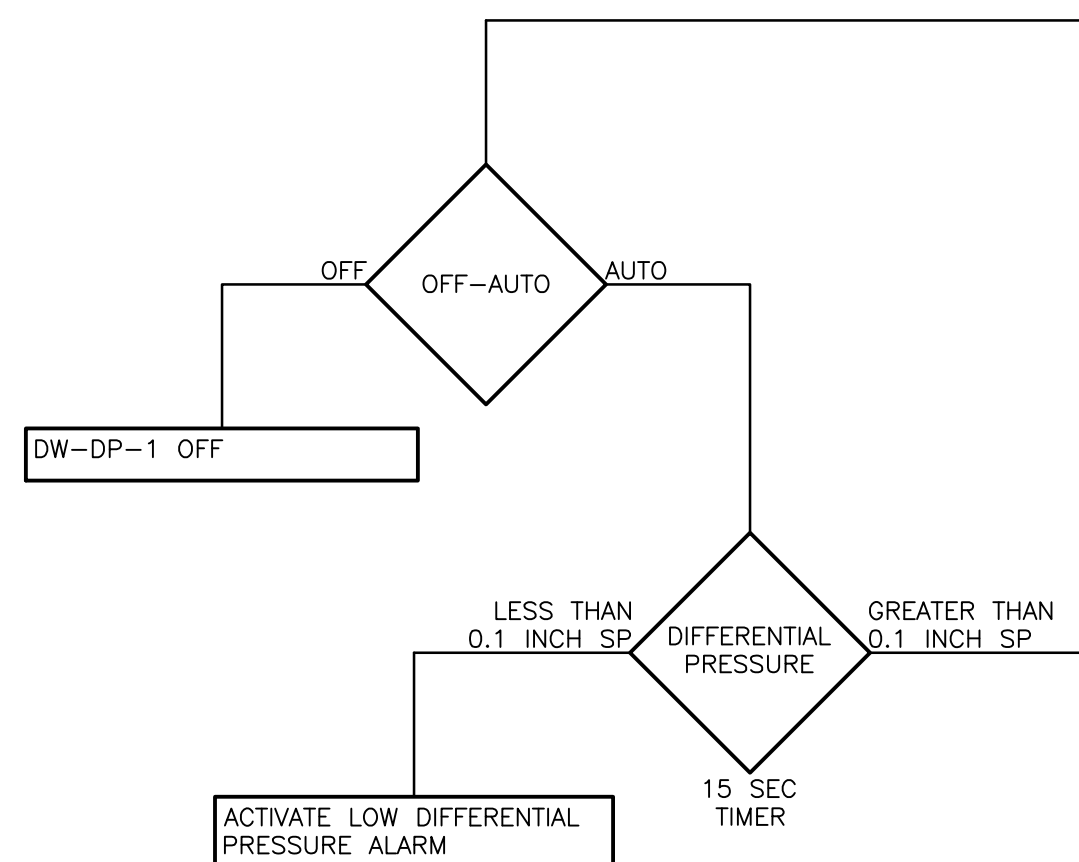 OFF
OFF-AUTO
AUTO
DW-DP-1 OFF
LESS THAN
0.1 INCH SP
DIFFERENTIAL
PRESSURE
GREATER THAN
0.1 INCH SP
15 SEC
TIMER
ACTIVATE LOW DIFFERENTIAL
PRESSURE ALARM